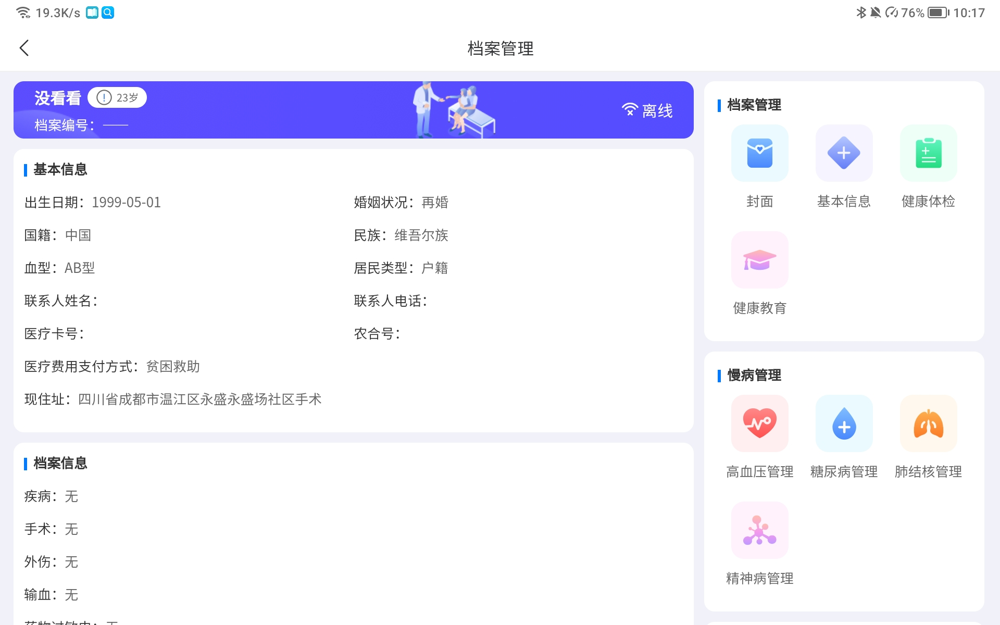 19.3K/s
76%
10:17
档案管理
没看看
23岁
档案编号：——
离线
基本信息
出生日期：1999-05-01
婚姻状况：再婚
国籍：中国
民族：维吾尔族
血型：AB型
居民类型：户籍
联系人姓名：
联系人电话：
医疗卡号：
农合号：
医疗费用支付方式：贫困救助
现住址：四川省成都市温江区永盛永盛场社区手术
档案信息
疾病：无
手术：无
外伤：无
输血：无
药物过敏史：无
档案管理
封面
基本信息
健康体检
健康教育
慢病管理
高血压管理
糖尿病管理
肺结核管理
精神病管理